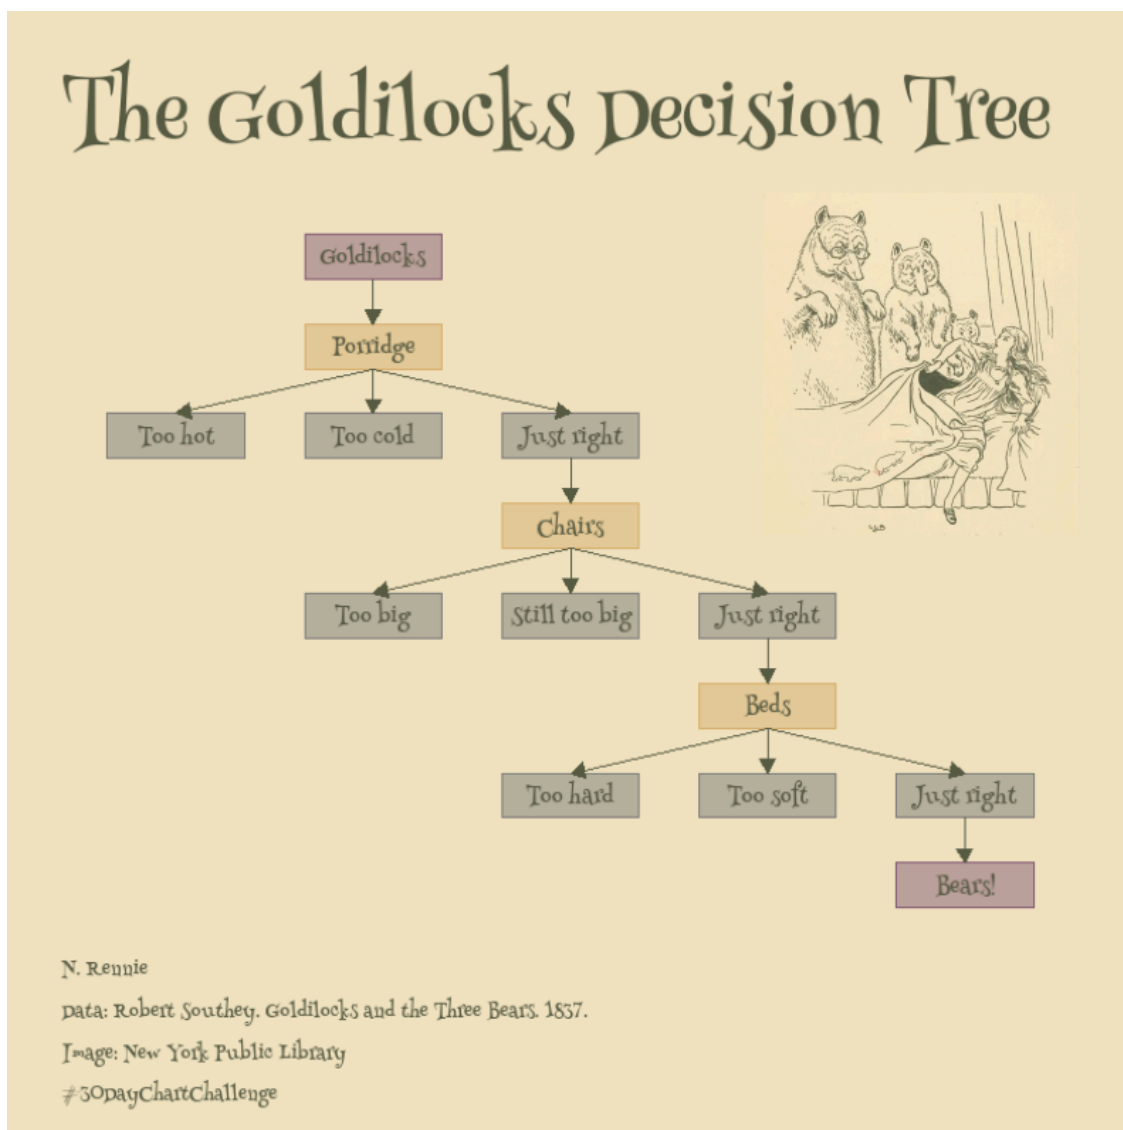 The Goldilocks Decision Tree
Goldilocks
Porridge
Too hot
Too cold
Just right
Chairs
Too big
Still too big
Just right
Beds
Too hard
Too soft
Just right
Bears!
N. Rennie
Data: Robert Southey. Goldilocks and the Three Bears. 1837.
Image: New York Public Library
#30DayChartChallenge